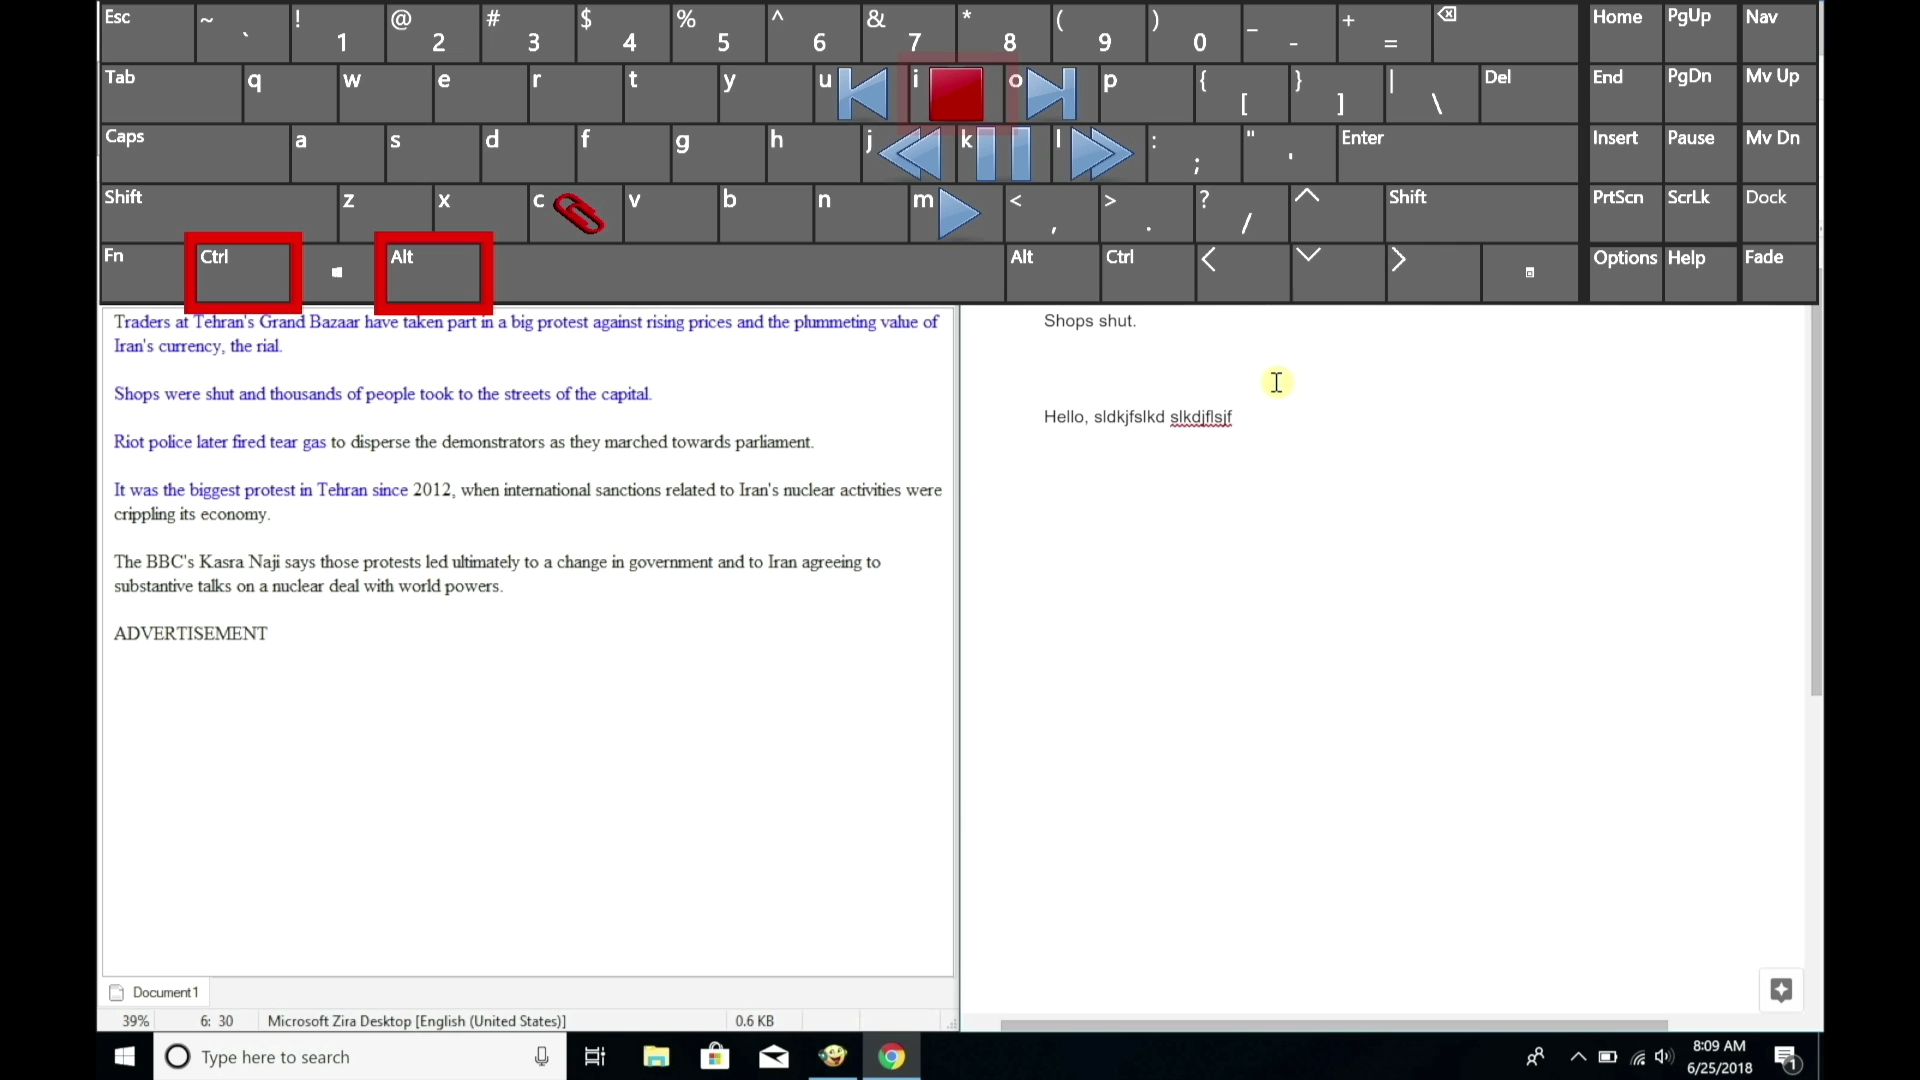 Esc ~ ` ! 1 @ 2 # 3 $ 4 % 5 ^ 6 & 7 * 8 ( 9 ) 0 _ - + = Home PgUp Nav
Tab q w e r t y u i o p { [ } ] | \ Del End PgDn Mv Up
Caps a s d f g h j k l : ; " ' Enter Insert Pause Mv Dn
Shift z x c v b n m < , > . ? / Shift PrtScn ScrLk Dock
Fn Ctrl Alt Alt Ctrl Options Help Fade
Traders at Tehran's Grand Bazaar have taken part in a big protest against rising prices and the plummeting value of
Iran's currency, the rial.
Shops were shut and thousands of people took to the streets of the capital.
Riot police later fired tear gas to disperse the demonstrators as they marched towards parliament.
It was the biggest protest in Tehran since 2012, when international sanctions related to Iran's nuclear activities were
crippling its economy.
The BBC's Kasra Naji says those protests led ultimately to a change in government and to Iran agreeing to
substantive talks on a nuclear deal with world powers.
ADVERTISEMENT
Shops shut.
Hello, sldkjfslkd slkdjflsjf
Document1
39% 6: 30 Microsoft Zira Desktop [English (United States)] 0.6 KB
Type here to search
8:09 AM
6/25/2018
1